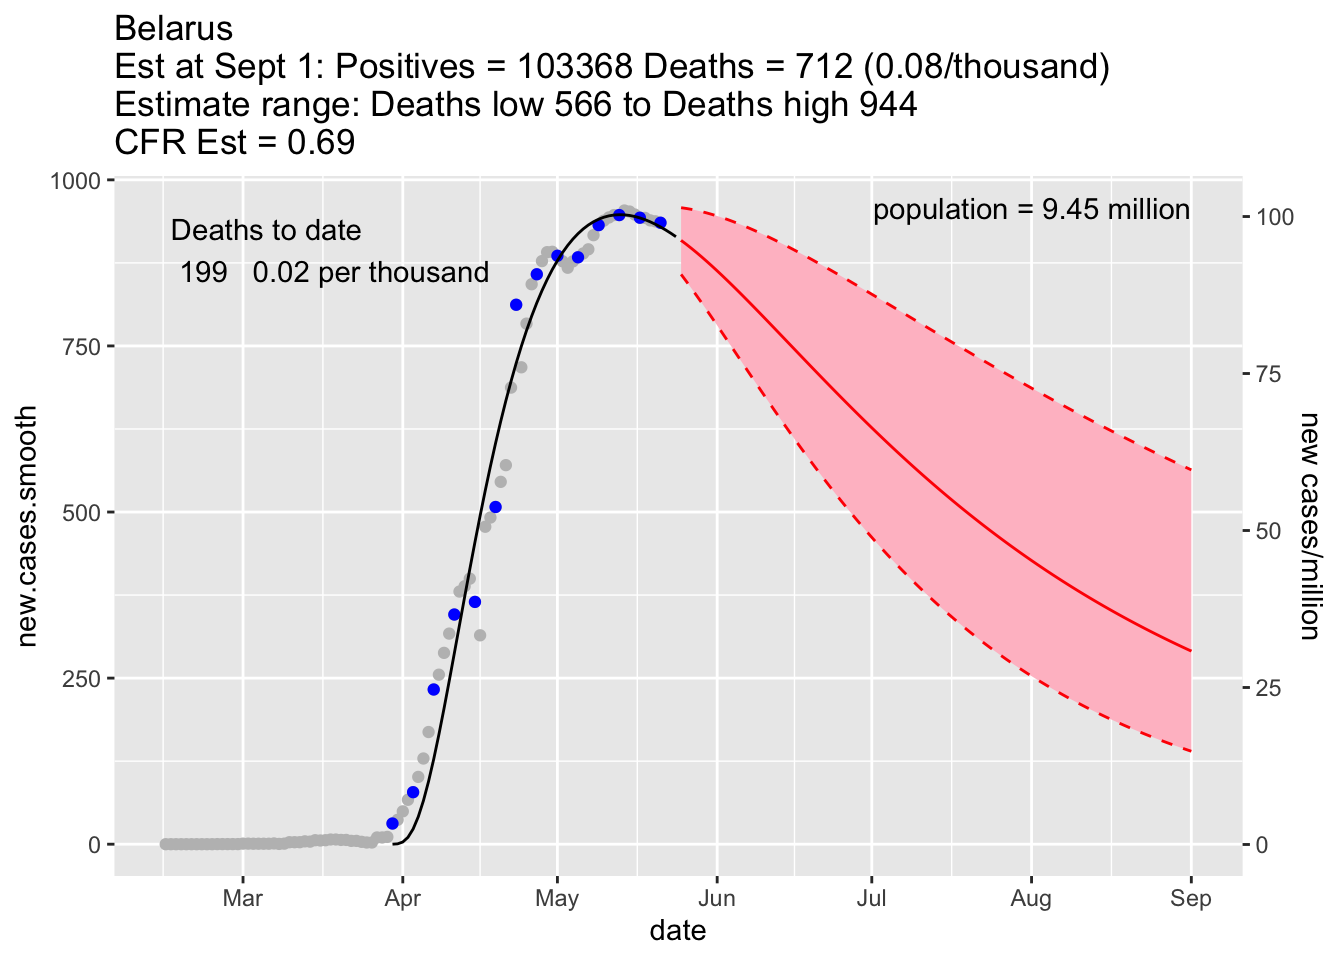 Belarus
Est at Sept 1: Positives = 103368 Deaths = 712 (0.08/thousand)
Estimate range: Deaths low 566 to Deaths high 944
CFR Est = 0.69
1000
750
500
250
0
new.cases.smooth
Deaths to date
199 0.02 per thousand
population = 9.45 million
100
75
50
25
0
new cases/million
Mar Apr May Jun Jul Aug Sep
date